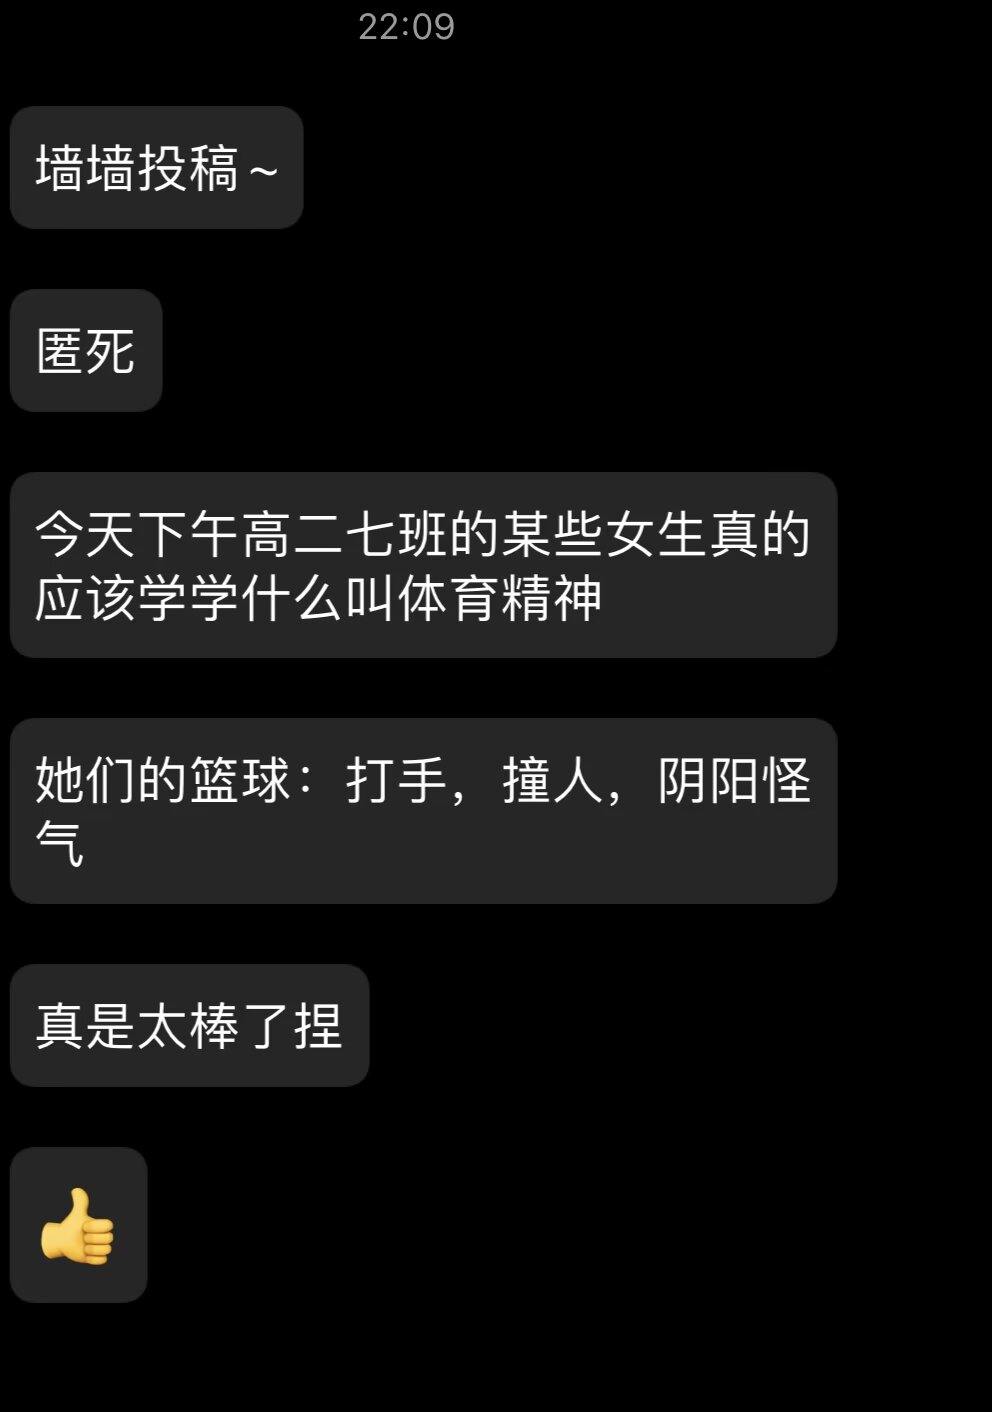 22:09
墙墙投稿~
匿死
今天下午高二七班的某些女生真的
应该学学什么叫体育精神
她们的篮球：打手，撞人，阴阳怪
气
真是太棒了捏
👍